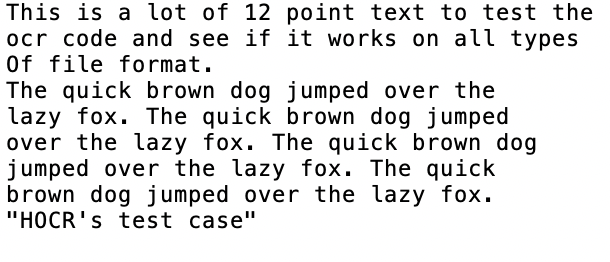 This is a lot of 12 point text to test the
ocr code and see if it works on all types
Of file format.
The quick brown dog jumped over the
lazy fox. The quick brown dog jumped
over the lazy fox. The quick brown dog
jumped over the lazy fox. The quick
brown dog jumped over the lazy fox.
"HOCR's test case"